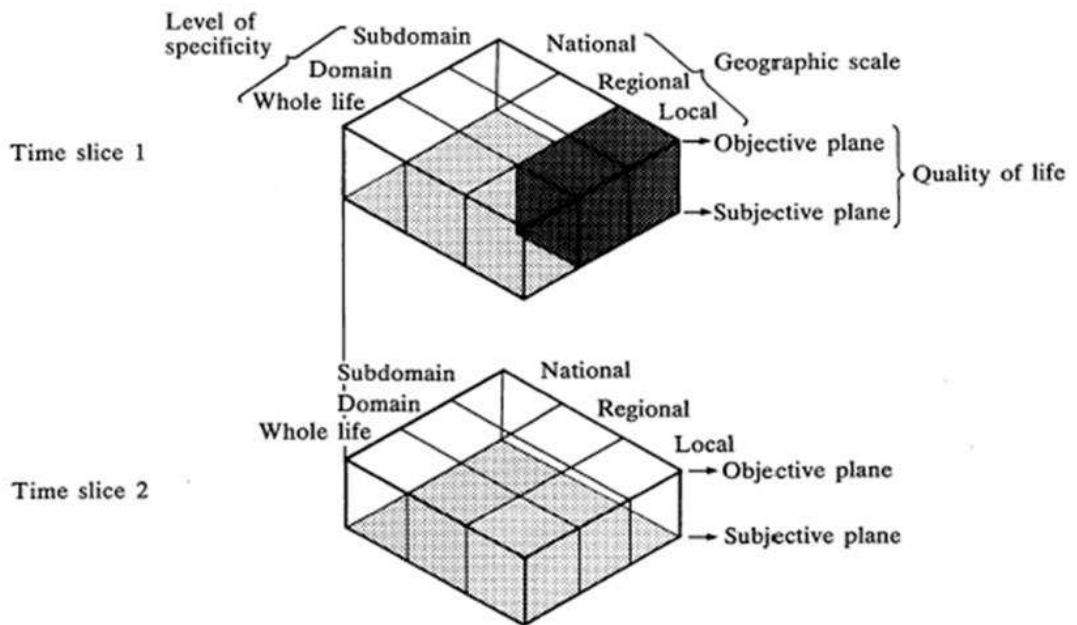 Level of
specificity
Subdomain
National
Domain
Regional
Geographic scale
Whole life
Local
Time slice 1
Objective plane
Quality of life
Subjective plane
Subdomain
National
Domain
Regional
Whole life
Local
Objective plane
Time slice 2
Subjective plane